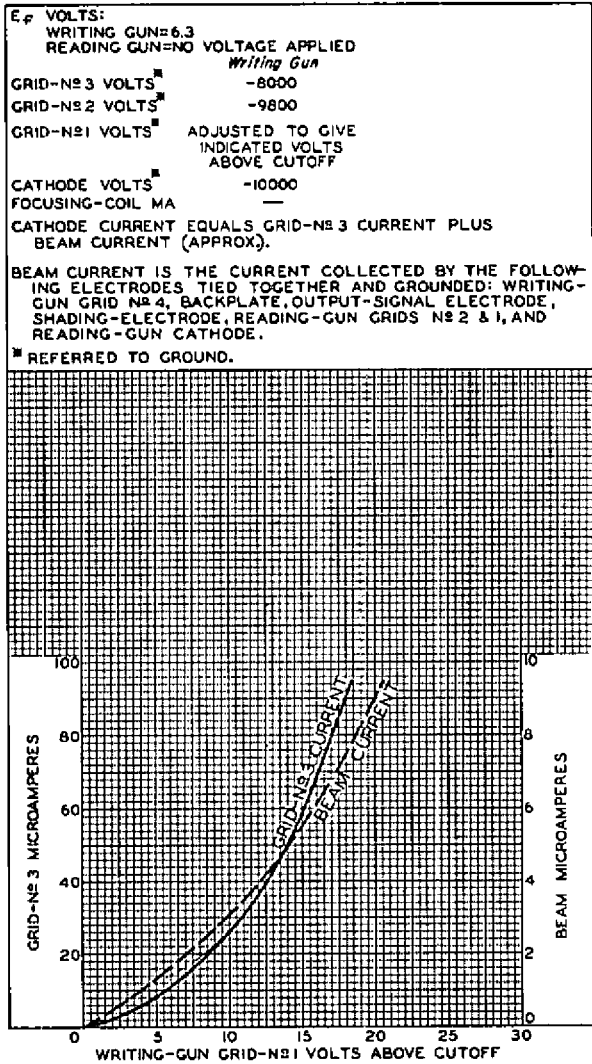 Ef VOLTS:
WRITING GUN=6.3
READING GUN=NO VOLTAGE APPLIED
Writing Gun
GRID-Nº3 VOLTS* -8000
GRID-Nº2 VOLTS* -9800
GRID-Nº1 VOLTS* ADJUSTED TO GIVE
INDICATED VOLTS
ABOVE CUTOFF
CATHODE VOLTS* -10000
FOCUSING-COIL MA —
CATHODE CURRENT EQUALS GRID-Nº3 CURRENT PLUS
BEAM CURRENT (APPROX.).
BEAM CURRENT IS THE CURRENT COLLECTED BY THE FOLLOW-
ING ELECTRODES TIED TOGETHER AND GROUNDED: WRITING-
GUN GRID Nº4, BACKPLATE, OUTPUT-SIGNAL ELECTRODE,
SHADING-ELECTRODE, READING-GUN GRIDS Nº2 & 1, AND
READING-GUN CATHODE.
* REFERRED TO GROUND.
100
80
60
40
20
GRID-Nº3 MICROAMPERES
GRID-Nº3 CURRENT
BEAM CURRENT
10
8
6
4
2
0
BEAM MICROAMPERES
0 5 10 15 20 25 30
WRITING-GUN GRID-Nº1 VOLTS ABOVE CUTOFF